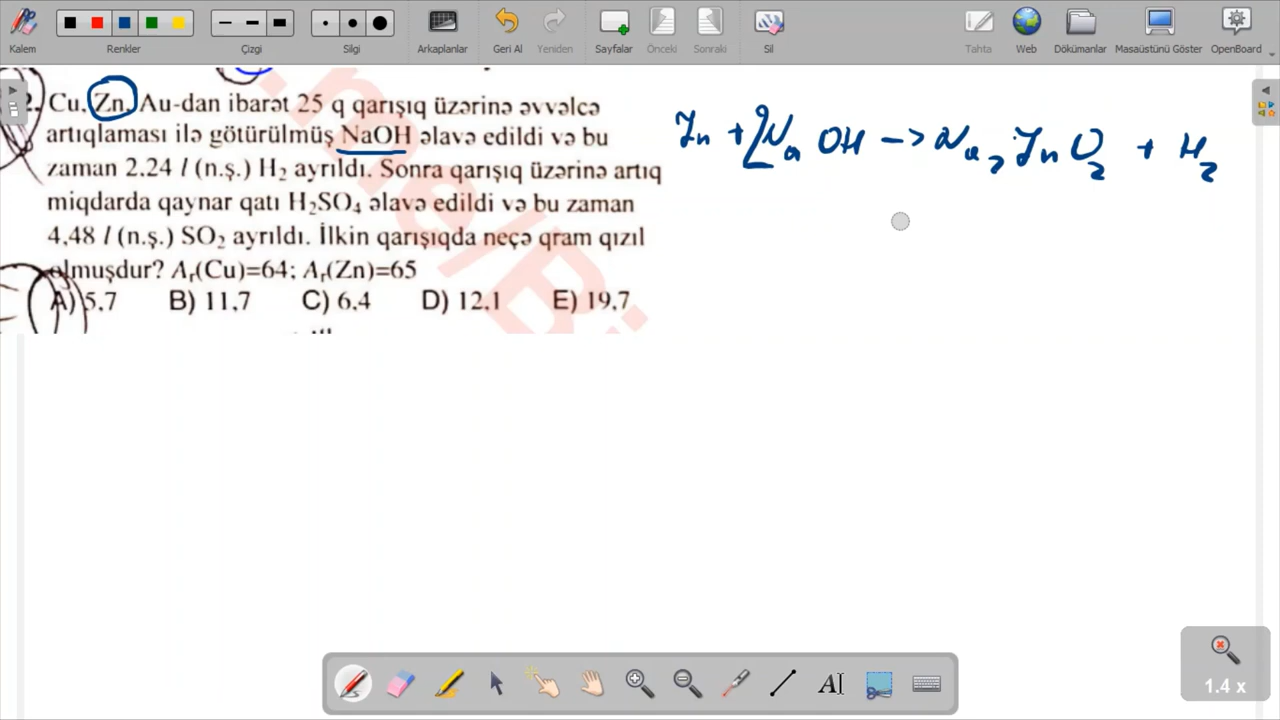 Kalem
Renkler
Çizgi
Silgi
Arkaplanlar
Geri Al
Yeniden
Sayfalar
Önceki
Sonraki
Sil
Tahta
Web
Dökümanlar
Masaüstünü Göster
OpenBoard
2. Cu, Zn, Au-dan ibarət 25 q qarışıq üzərinə əvvəlcə
artıqlaması ilə götürülmüş NaOH əlavə edildi və bu
zaman 2.24 l (n.ş.) H₂ ayrıldı. Sonra qarışıq üzərinə artıq
miqdarda qaynar qatı H₂SO₄ əlavə edildi və bu zaman
4,48 l (n.ş.) SO₂ ayrıldı. İlkin qarışıqda neçə qram qızıl
olmuşdur? Aᵣ(Cu)=64; Aᵣ(Zn)=65
A) 5,7 B) 11,7 C) 6,4 D) 12,1 E) 19,7
Zn + 2NaOH → Na₂ZnO₂ + H₂
AI
1.4 x